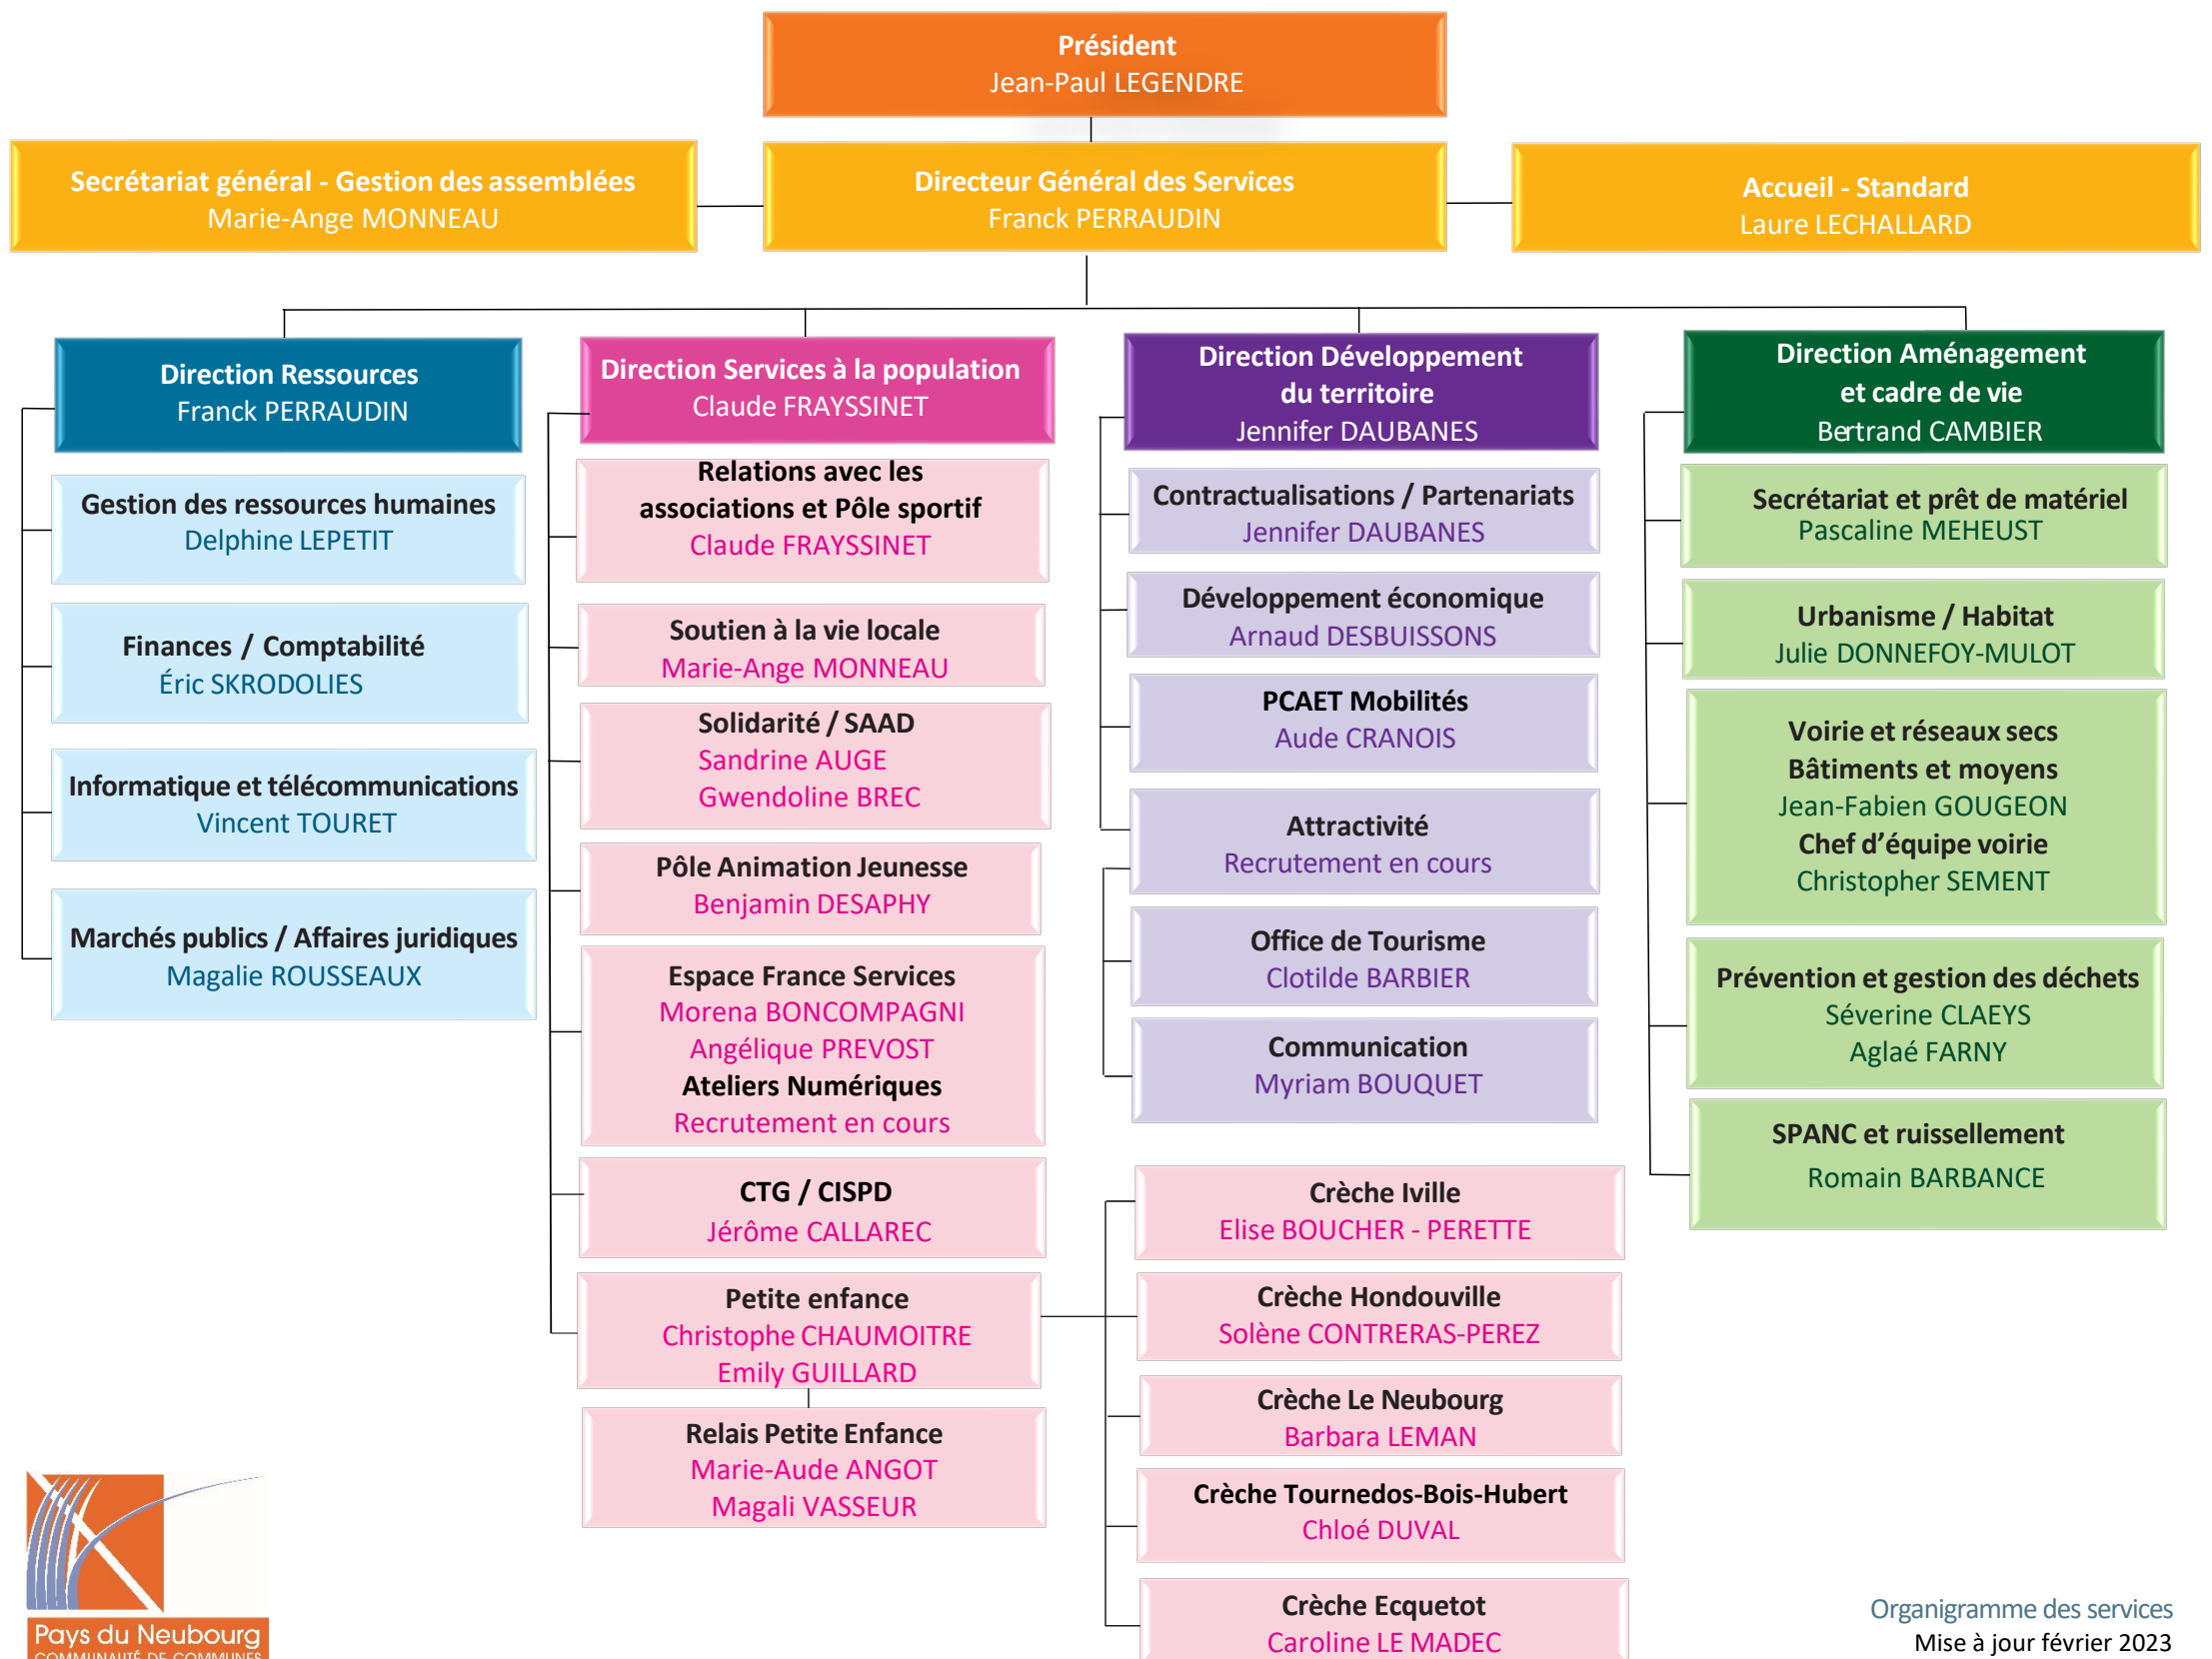 Président
Jean-Paul LEGENDRE
Secrétariat général - Gestion des assemblées
Marie-Ange MONNEAU
Directeur Général des Services
Franck PERRAUDIN
Accueil - Standard
Laure LECHALLARD
Direction Ressources
Franck PERRAUDIN
Gestion des ressources humaines
Delphine LEPETIT
Finances / Comptabilité
Éric SKRODOLIES
Informatique et télécommunications
Vincent TOURET
Marchés publics / Affaires juridiques
Magalie ROUSSEAUX
Direction Services à la population
Claude FRAYSSINET
Relations avec les
associations et Pôle sportif
Claude FRAYSSINET
Soutien à la vie locale
Marie-Ange MONNEAU
Solidarité / SAAD
Sandrine AUGE
Gwendoline BREC
Pôle Animation Jeunesse
Benjamin DESAPHY
Espace France Services
Morena BONCOMPAGNI
Angélique PREVOST
Ateliers Numériques
Recrutement en cours
CTG / CISPD
Jérôme CALLAREC
Petite enfance
Christophe CHAUMOITRE
Emily GUILLARD
Relais Petite Enfance
Marie-Aude ANGOT
Magali VASSEUR
Crèche Iville
Elise BOUCHER - PERETTE
Crèche Hondouville
Solène CONTRERAS-PEREZ
Crèche Le Neubourg
Barbara LEMAN
Crèche Tournedos-Bois-Hubert
Chloé DUVAL
Crèche Ecquetot
Caroline LE MADEC
Direction Développement
du territoire
Jennifer DAUBANES
Contractualisations / Partenariats
Jennifer DAUBANES
Développement économique
Arnaud DESBUISSONS
PCAET Mobilités
Aude CRANOIS
Attractivité
Recrutement en cours
Office de Tourisme
Clotilde BARBIER
Communication
Myriam BOUQUET
Direction Aménagement
et cadre de vie
Bertrand CAMBIER
Secrétariat et prêt de matériel
Pascaline MEHEUST
Urbanisme / Habitat
Julie DONNEFOY-MULOT
Voirie et réseaux secs
Bâtiments et moyens
Jean-Fabien GOUGEON
Chef d’équipe voirie
Christopher SEMENT
Prévention et gestion des déchets
Séverine CLAEYS
Aglaé FARNY
SPANC et ruissellement
Romain BARBANCE
Pays du Neubourg
COMMUNAUTÉ DE COMMUNES
Organigramme des services
Mise à jour février 2023